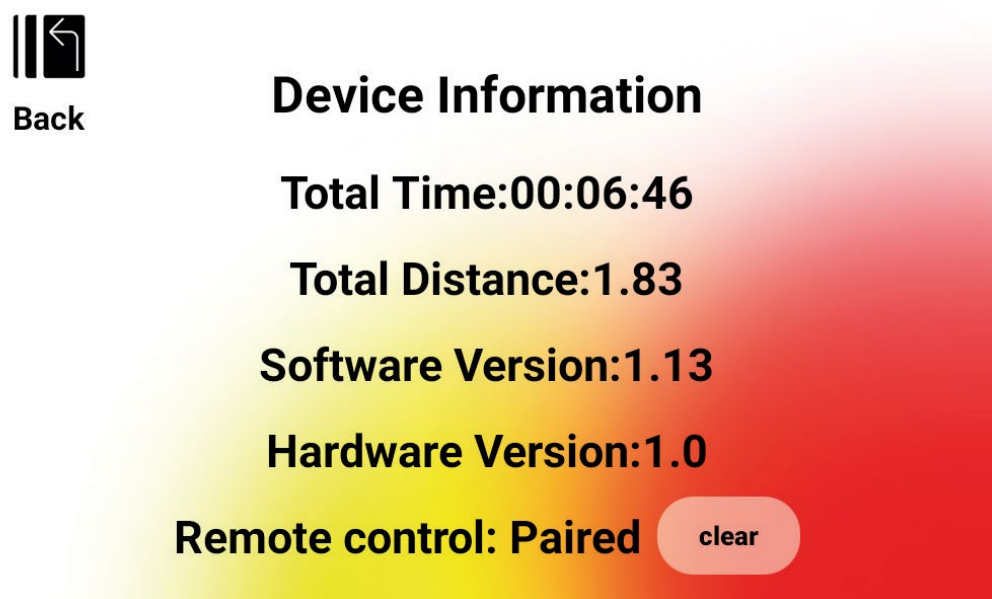 Back
Device Information
Total Time:00:06:46
Total Distance:1.83
Software Version:1.13
Hardware Version:1.0
Remote control: Paired clear